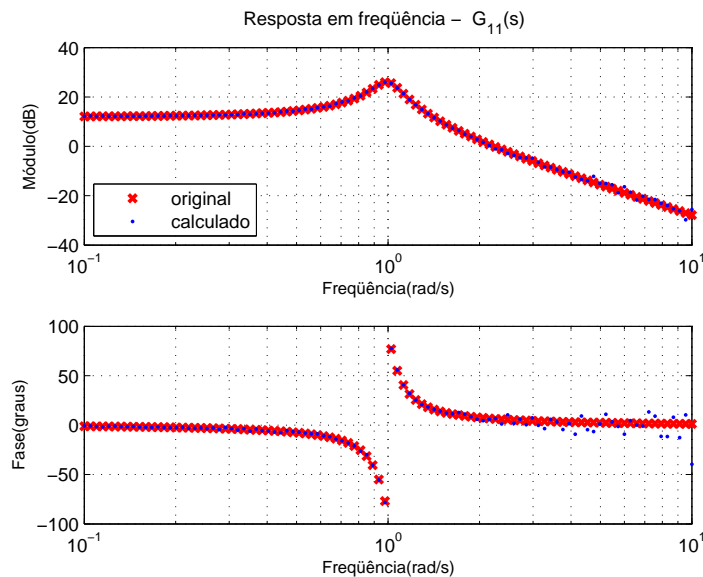 Resposta em freqüência − G11(s)
40
20
0
−20
−40
Módulo(dB)
original
calculado
10^−1
10^0
10^1
Freqüência(rad/s)
100
50
0
−50
−100
Fase(graus)
10^−1
10^0
10^1
Freqüência(rad/s)